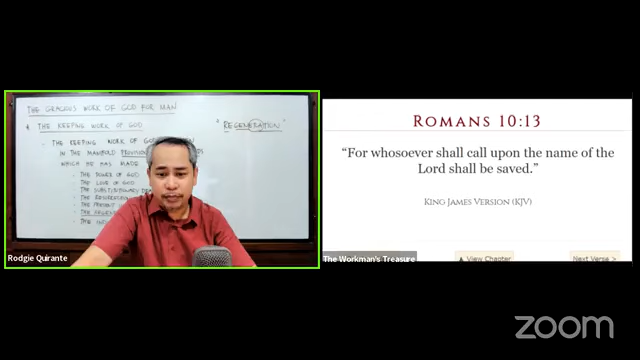 THE GRACIOUS WORK OF GOD FOR MAN
THE KEEPING WORK OF GOD
"REGENERATION"
THE KEEPING WORK OF GOD
IN THE MANIFOLD PROVISION
WHICH HE HAS MADE
THE POWER OF GOD
THE LOVE OF GOD
THE SUBSTITUTIONARY
THE RESURRECTION
THE PRESENT
THE
THE
Rodgie Quirante
ROMANS 10:13
“For whosoever shall call upon the name of the
Lord shall be saved.”
KING JAMES VERSION (KJV)
▲ View Chapter
Next Verse >
The Workman's Treasure
zoom